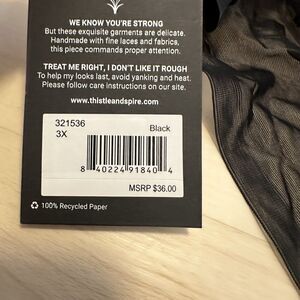 WE KNOW YOU'RE STRONG
But these exquisite garments are delicate.
Handmade with fine laces and fabrics,
this piece commands proper attention.
TREAT ME RIGHT, I DON'T LIKE IT ROUGH
To help my looks last, avoid yanking and heat.
Please follow care instructions on our site.
www.thistleandspire.com
321536
3X
Black
8 40224 91840 4
MSRP $36.00
100% Recycled Paper